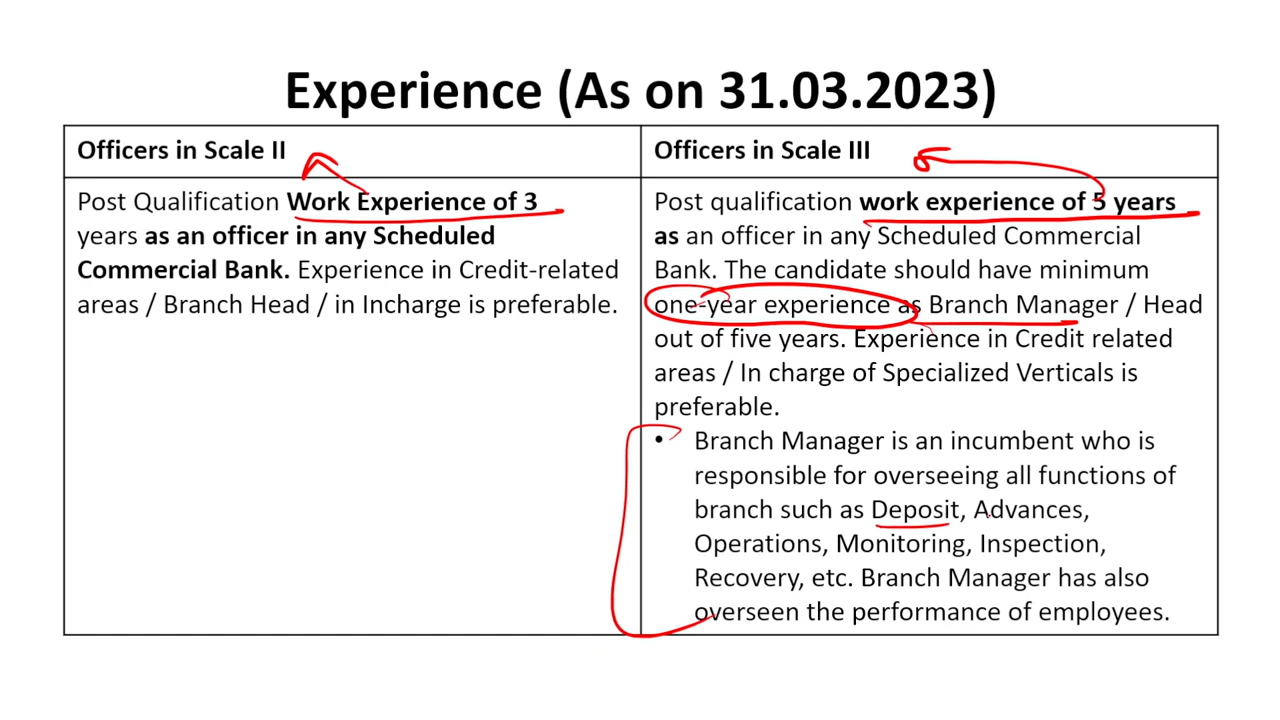 Experience (As on 31.03.2023)
Officers in Scale II
Post Qualification Work Experience of 3
years as an officer in any Scheduled
Commercial Bank. Experience in Credit-related
areas / Branch Head / in Incharge is preferable.
Officers in Scale III
Post qualification work experience of 5 years
as an officer in any Scheduled Commercial
Bank. The candidate should have minimum
one-year experience as Branch Manager / Head
out of five years. Experience in Credit related
areas / In charge of Specialized Verticals is
preferable.
• Branch Manager is an incumbent who is
responsible for overseeing all functions of
branch such as Deposit, Advances,
Operations, Monitoring, Inspection,
Recovery, etc. Branch Manager has also
overseen the performance of employees.